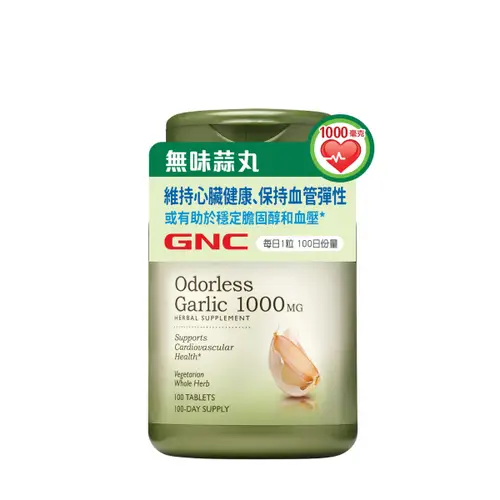 1000毫克
無味蒜丸
維持心臟健康、保持血管彈性
或有助於穩定膽固醇和血壓*
GNC 每日1粒 100日份量
Odorless
Garlic 1000MG
HERBAL SUPPLEMENT
Supports
Cardiovascular
Health*
Vegetarian
Whole Herb
100 TABLETS
100-DAY SUPPLY